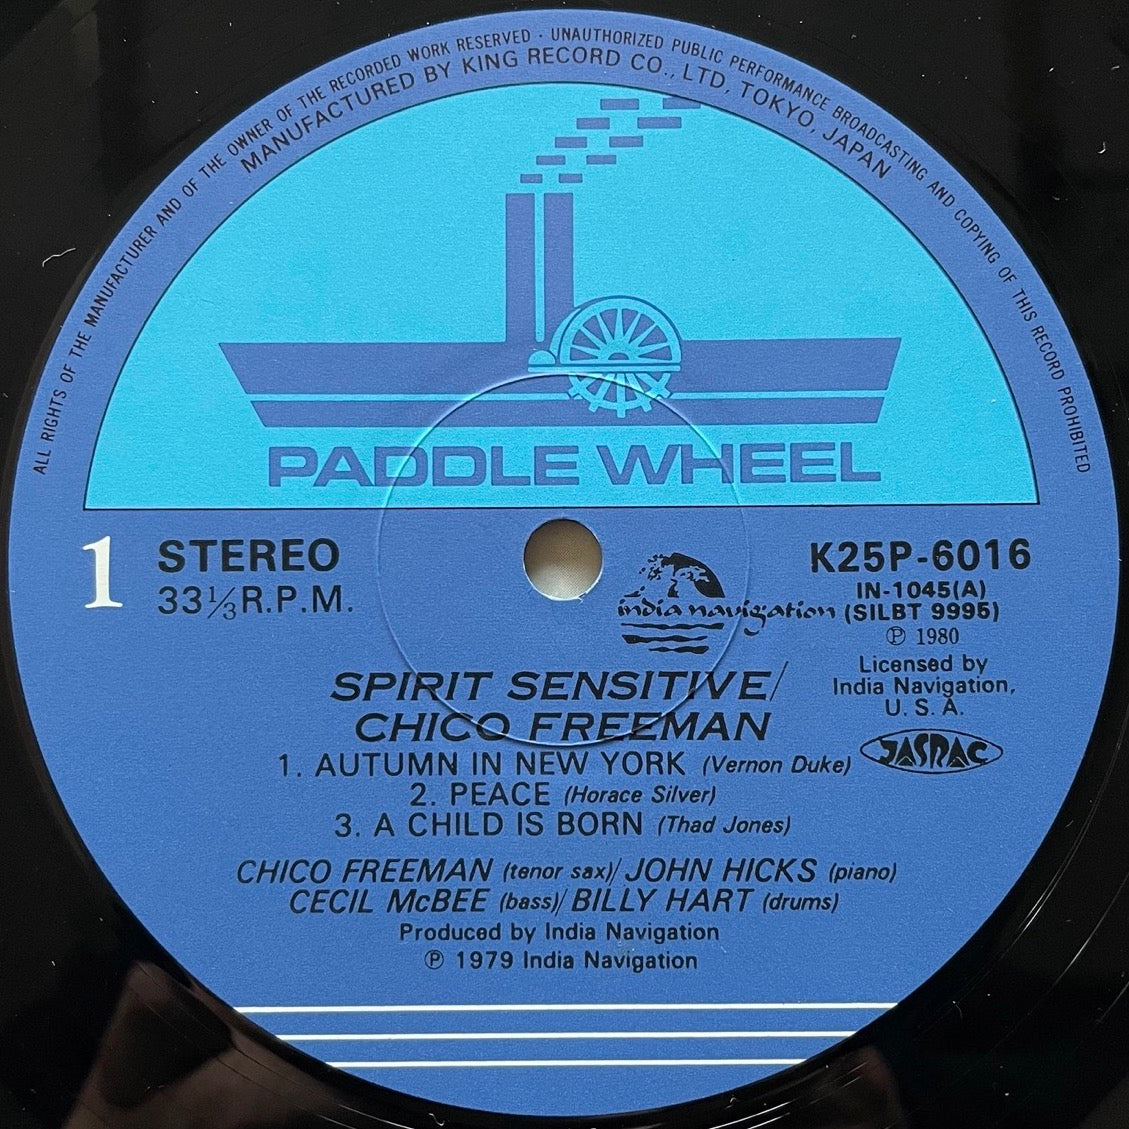 ALL RIGHTS OF THE MANUFACTURER AND OF THE OWNER OF THE RECORDED WORK RESERVED · UNAUTHORIZED PUBLIC PERFORMANCE BROADCASTING AND COPYING OF THIS RECORD PROHIBITED
MANUFACTURED BY KING RECORD CO., LTD, TOKYO, JAPAN
PADDLE WHEEL
1 STEREO
33⅓ R.P.M.
india navigation
K25P-6016
IN-1045(A)
(SILBT 9995)
℗ 1980
Licensed by
India Navigation,
U. S. A.
JASRAC
SPIRIT SENSITIVE/
CHICO FREEMAN
1. AUTUMN IN NEW YORK (Vernon Duke)
2. PEACE (Horace Silver)
3. A CHILD IS BORN (Thad Jones)
CHICO FREEMAN (tenor sax)/JOHN HICKS (piano)
CECIL McBEE (bass)/BILLY HART (drums)
Produced by India Navigation
℗ 1979 India Navigation